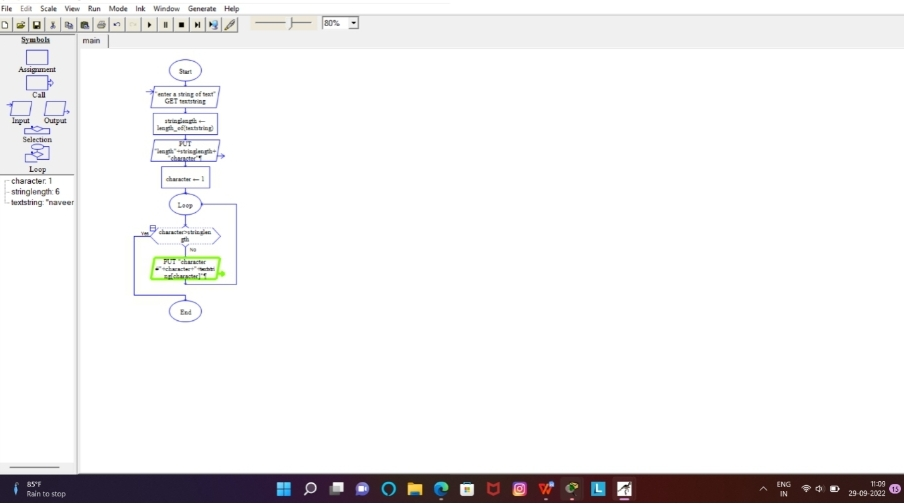 File Edit Scale View Run Mode Ink Window Generate Help
80%
Symbols
main
Assignment
Call
Input Output
Selection
Loop
character: 1
stringlength: 6
textstring: "naveer
Start
"enter a string of text"
GET textstring
stringlength ←
length_of(textstring)
PUT
"length"+stringlength+
"character"¶
character ← 1
Loop
Yes
character>stringlen
gth
No
PUT "character
#"+character+"
ng[character]"¶
End
85°F
Rain to stop
ENG
IN
11:09
29-09-2022
15